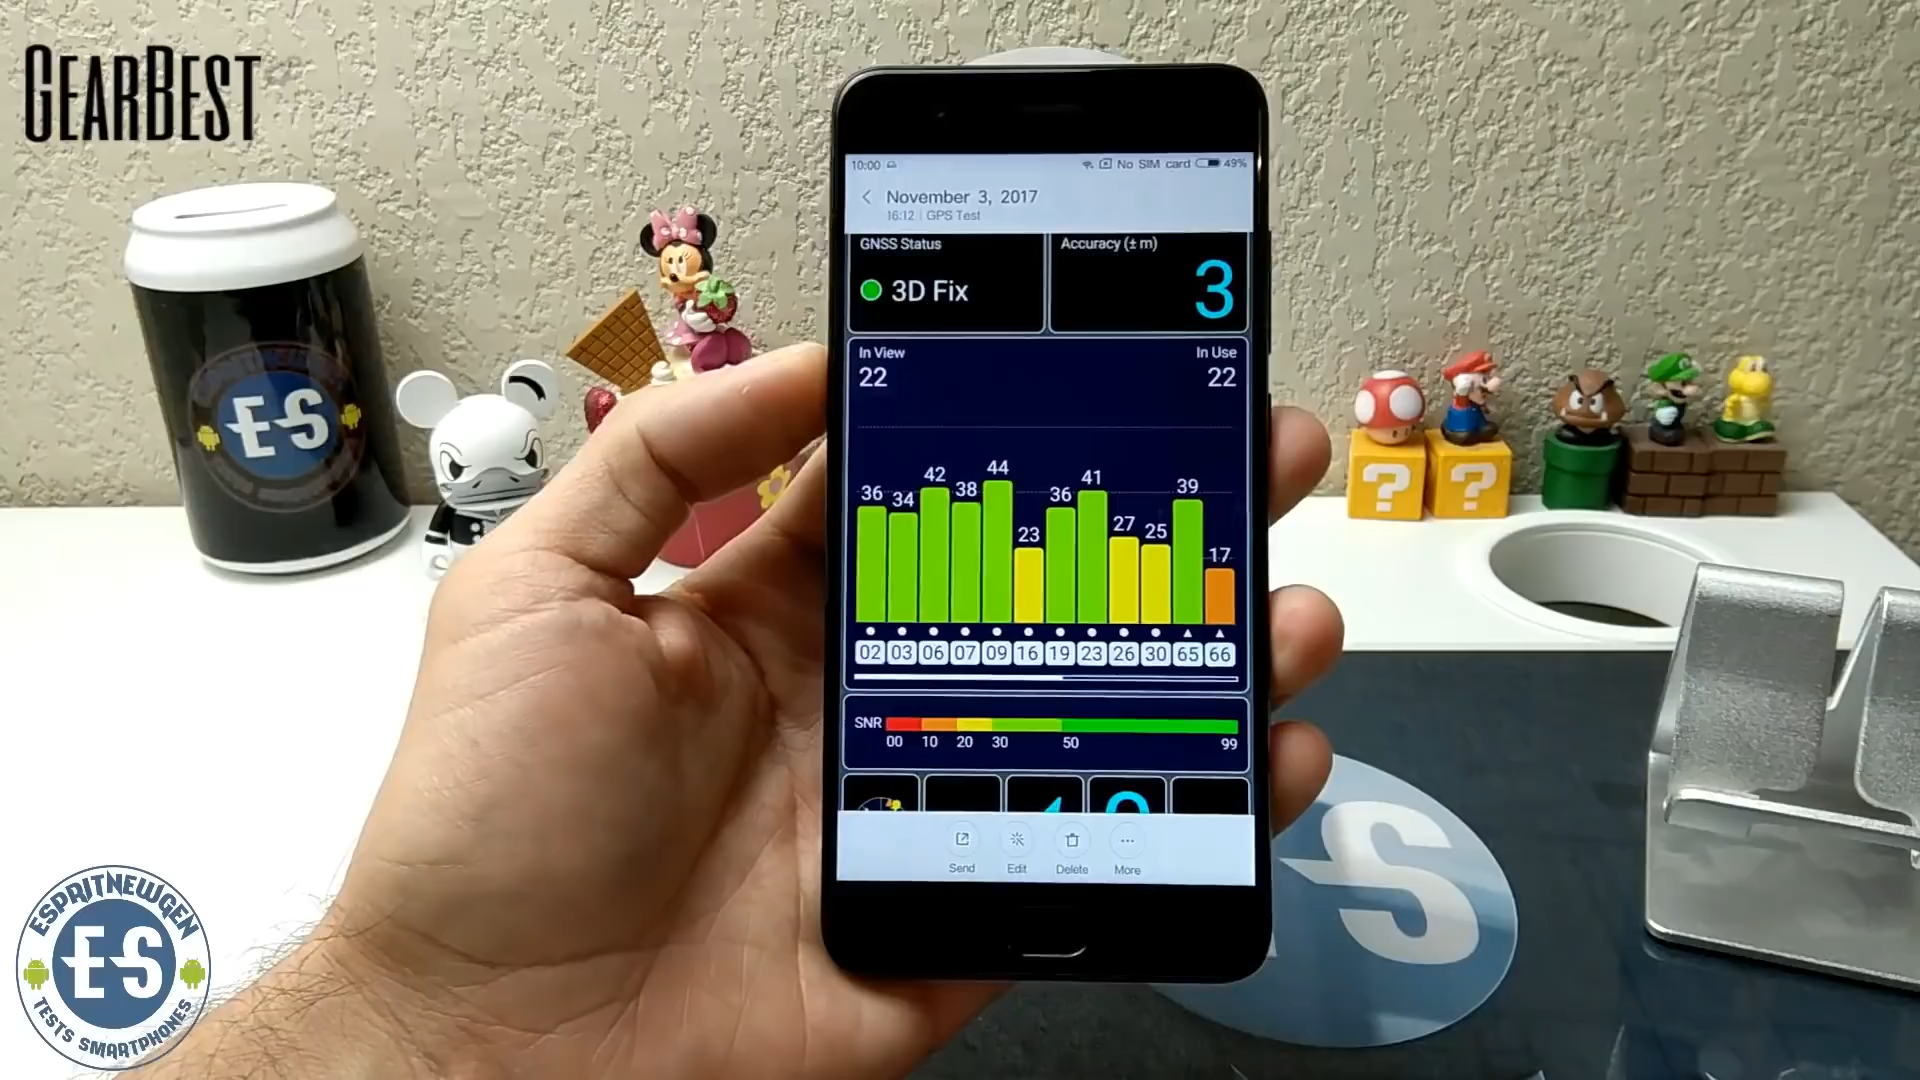 GEARBEST
10:00
No SIM card 49%
November 3, 2017
16:12 | GPS Test
GNSS Status
3D Fix
Accuracy (± m)
3
In View
22
In Use
22
36 34 42 38 44 23 36 41 27 25 39 17
02 03 06 07 09 16 19 23 26 30 65 66
SNR
00 10 20 30 50 99
Send Edit Delete More
ES
? ?
S
ESPRITNEWGEN
ES
TESTS SMARTPHONES